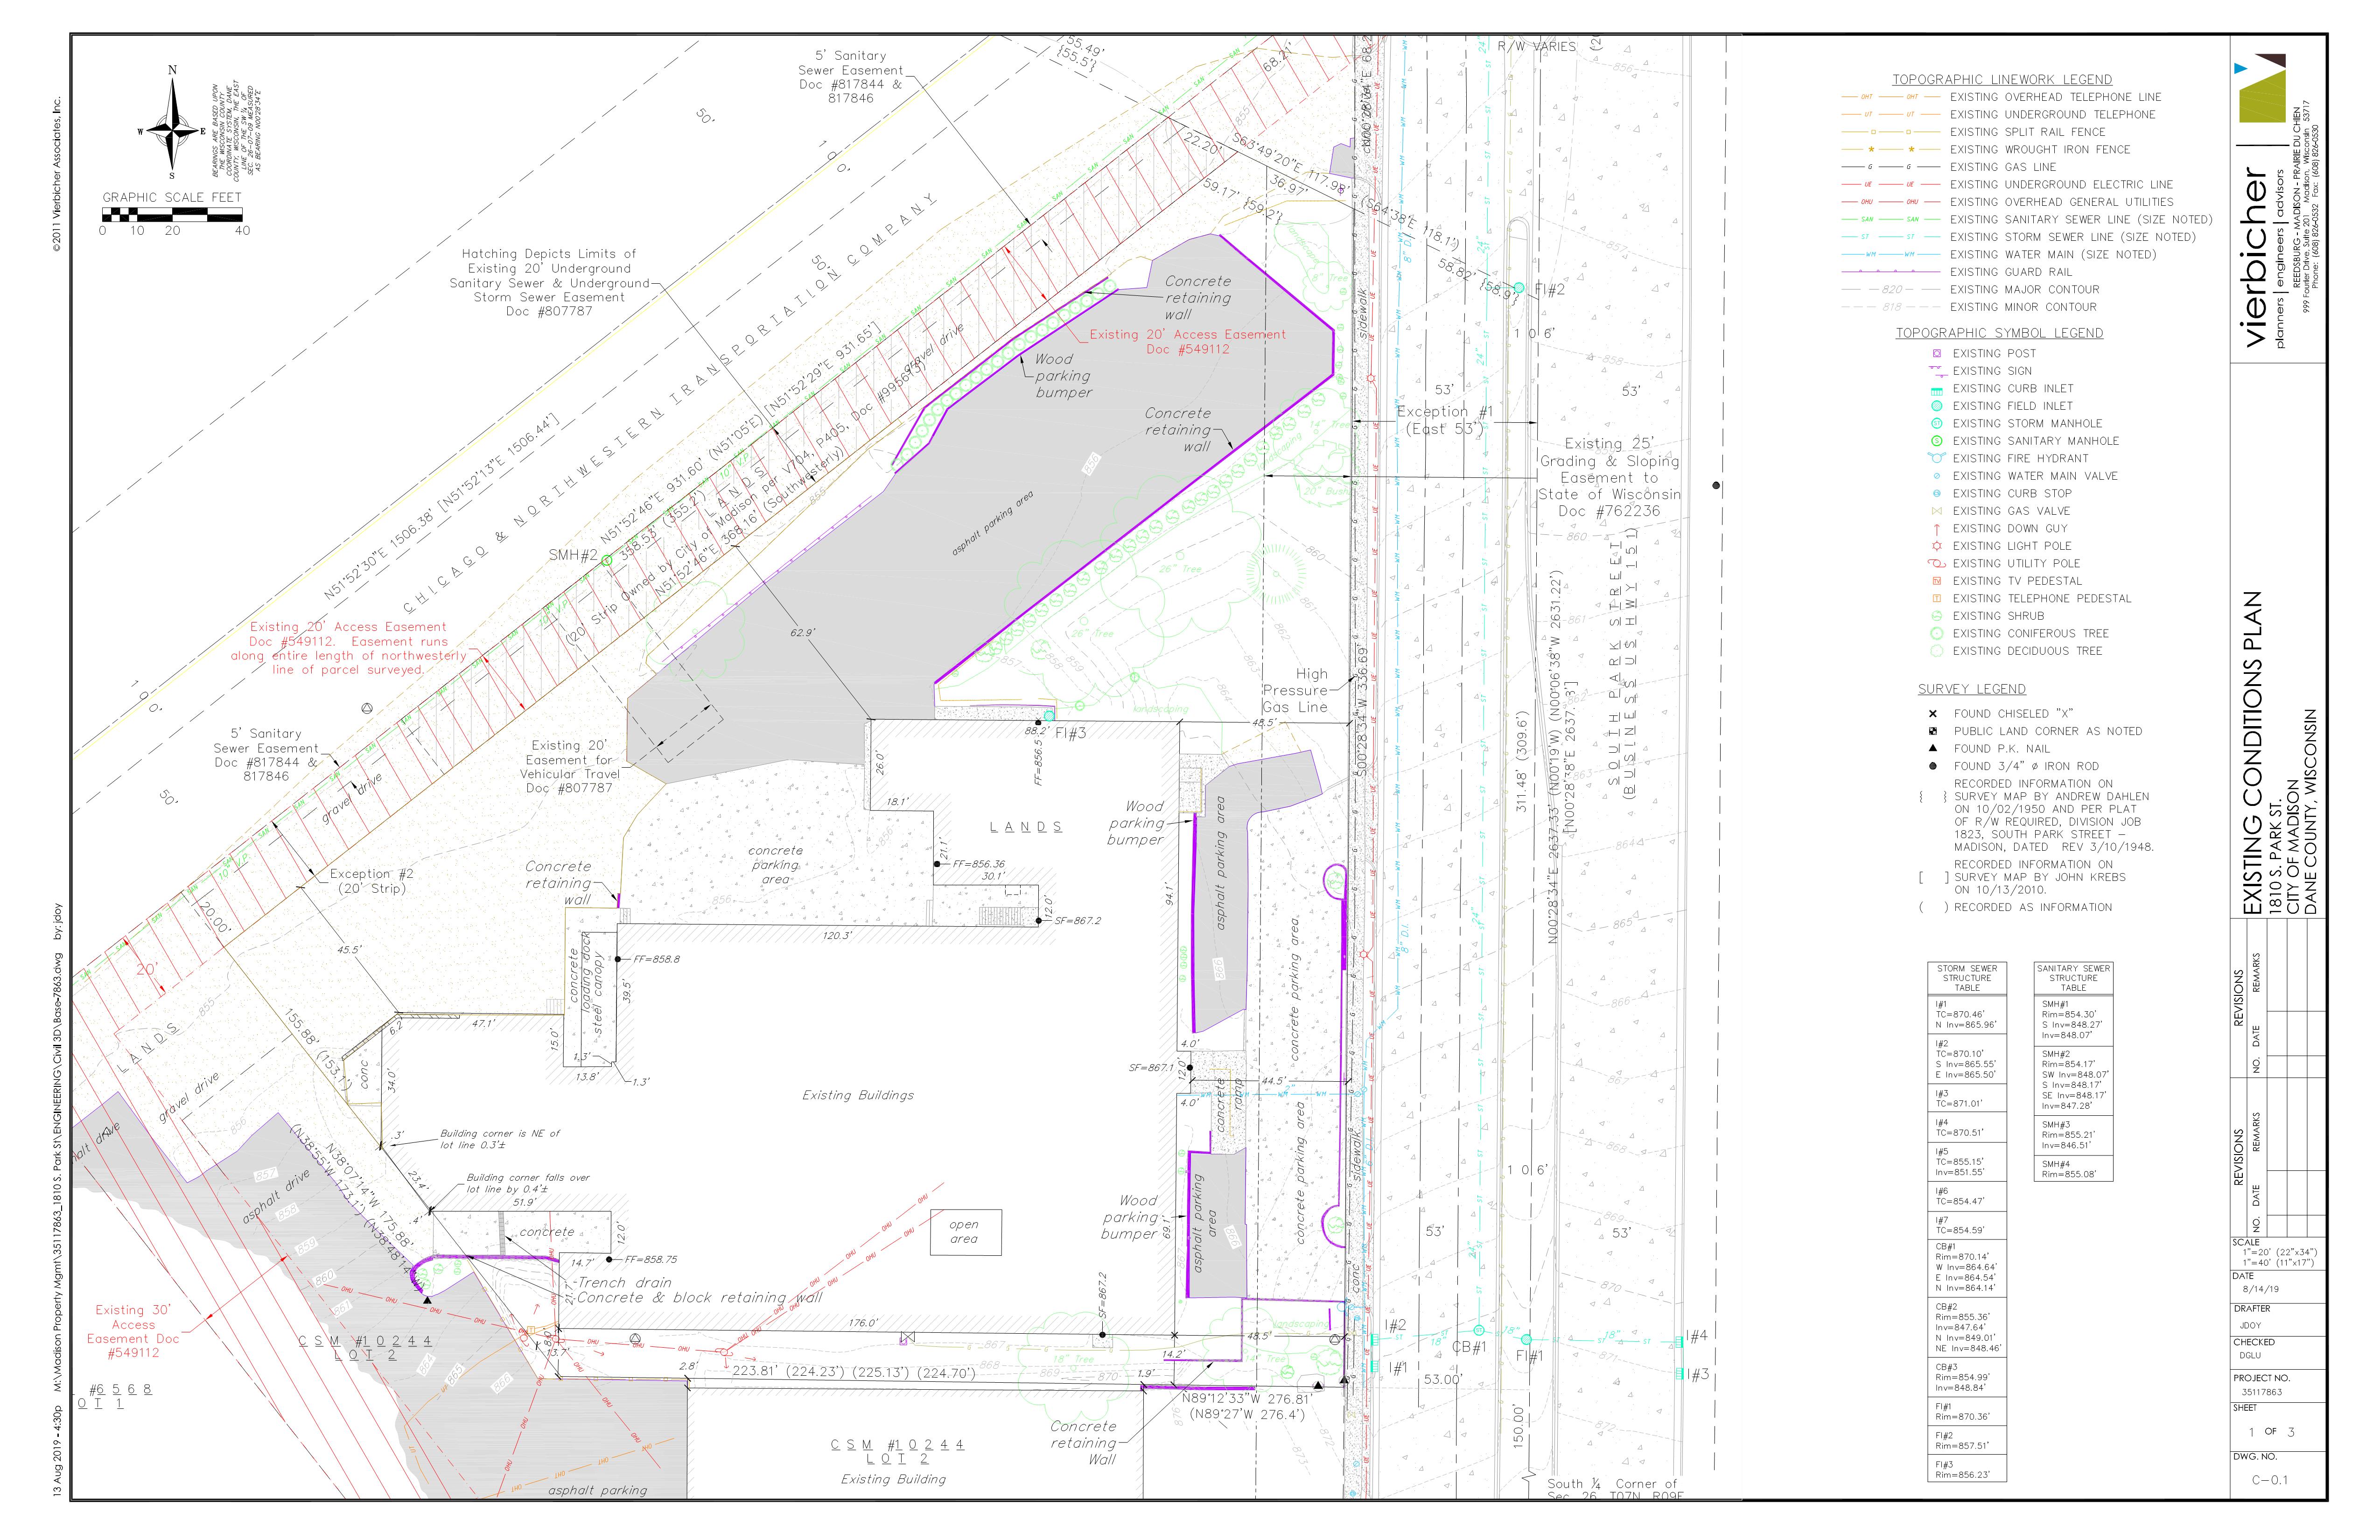 ©2011 Vierbicher Associates, Inc.
13 Aug 2019 - 4:30p M:\Madison Property Mgmt\35117863_1810 S. Park St\ENGINEERING\Civil 3D\Base-7863.dwg by: jdoy
N
W
E
S
BEARINGS ARE BASED UPON
THE WISCONSIN COUNTY
COORDINATE SYSTEM, DANE
COUNTY, WISCONSIN. THE EAST
LINE OF THE SW ¼ OF
SEC. 26-07-09 MEASURED
AS BEARING N00°28'34"E
GRAPHIC SCALE FEET
0 10 20 40
5' Sanitary
Sewer Easement
Doc #817844 &
817846
55.49'
{55.5'}
68.21'
R/W VARIES
50'
100'
50'
Hatching Depicts Limits of
Existing 20' Underground
Sanitary Sewer & Underground
Storm Sewer Easement
Doc #807787
CHICAGO & NORTHWESTERN TRANSPORTATION COMPANY
N51°52'30"E 1506.38' [N51°52'13"E 1506.44']
N51°52'46"E 931.60' (N51°05'E) [N51°52'29"E 931.65']
358.53' (355.2')
LANDS
(20' Strip Owned by City of Madison per V704, P405, Doc #995613)
N51°52'46"E 368.16' (Southwesterly)
SMH#2
gravel drive
22.20'
S63°49'20"E 117.98'
36.97'
59.17'
{59.2'}
(S64°38'E 118.1')
58.82'
{58.9'}
FI#2
106'
53'
53'
Concrete
retaining
wall
Existing 20' Access Easement
Doc #549112
Wood
parking
bumper
Concrete
retaining
wall
Exception #1
(East 53')
Existing 25'
Grading & Sloping
Easement to
State of Wisconsin
Doc #762236
asphalt parking area
sidewalk
landscaping
6" Tree
14" Tree
20" Bush
26" Tree
26" Tree
landscaping
Existing 20' Access Easement
Doc #549112. Easement runs
along entire length of northwesterly
line of parcel surveyed.
62.9'
High
Pressure
Gas Line
S00°28'34"W 336.69'
311.48' (309.6')
N00°28'34"E 2637.33' (N00°19'W) (N00°06'38"W 2631.22')
[N00°28'38"E 2637.3']
SOUTH PARK STREET
(BUSINESS US HWY 151)
100'
50'
5' Sanitary
Sewer Easement
Doc #817844 &
817846
gravel drive
Existing 20'
Easement for
Vehicular Travel
Doc #807787
88.2'
FI#3
48.5'
FF=856.5
26.0'
18.1'
LANDS
21.1'
FF=856.36
30.1'
12.0'
SF=867.2
120.3'
concrete
parking
area
Concrete
retaining
wall
Wood
parking
bumper
asphalt parking area
concrete parking area
94.1'
Exception #2
(20' Strip)
20.00'
45.5'
20'
LANDS
gravel drive
155.88' (153.1')
concrete
loading dock
steel canopy
FF=858.8
39.5'
47.1'
6.2'
15.0'
1.3'
13.8'
1.3'
conc
34.0'
Existing Buildings
4.0'
SF=867.1
12.0'
4.0'
44.5'
concrete
ramp
concrete parking area
sidewalk
.3'
Building corner is NE of
lot line 0.3'±
Building corner falls over
lot line by 0.4'±
23.4'
.4'
51.9'
12.0'
concrete
FF=858.75
14.7'
Trench drain
Concrete & block retaining wall
21.1'
N38°07'14"W 175.88'
(N38°55'W 173.1') (N38°48'14"W)
asphalt drive
open
area
Wood
parking
bumper
69.1'
asphalt parking
area
106'
53'
53'
Existing 30'
Access
Easement Doc
#549112
CSM #10244
LOT 2
#6568
OT 1
8.0'
13.7'
176.0'
SF=867.2
48.5'
landscaping
18" Tree
14.2'
2.8'
1.9'
223.81' (224.23') (225.13') (224.70')
N89°12'33"W 276.81'
(N89°27'W 276.4')
I#2
I#1
CB#1
FI#1
I#4
I#3
53.00'
150.00'
Concrete
retaining
Wall
CSM #10244
LOT 2
Existing Building
asphalt parking
South ¼ Corner of
Sec 26, T07N, R09E
TOPOGRAPHIC LINEWORK LEGEND
EXISTING OVERHEAD TELEPHONE LINE
EXISTING UNDERGROUND TELEPHONE
EXISTING SPLIT RAIL FENCE
EXISTING WROUGHT IRON FENCE
EXISTING GAS LINE
EXISTING UNDERGROUND ELECTRIC LINE
EXISTING OVERHEAD GENERAL UTILITIES
EXISTING SANITARY SEWER LINE (SIZE NOTED)
EXISTING STORM SEWER LINE (SIZE NOTED)
EXISTING WATER MAIN (SIZE NOTED)
EXISTING GUARD RAIL
820 EXISTING MAJOR CONTOUR
818 EXISTING MINOR CONTOUR
TOPOGRAPHIC SYMBOL LEGEND
EXISTING POST
EXISTING SIGN
EXISTING CURB INLET
EXISTING FIELD INLET
EXISTING STORM MANHOLE
EXISTING SANITARY MANHOLE
EXISTING FIRE HYDRANT
EXISTING WATER MAIN VALVE
EXISTING CURB STOP
EXISTING GAS VALVE
EXISTING DOWN GUY
EXISTING LIGHT POLE
EXISTING UTILITY POLE
EXISTING TV PEDESTAL
EXISTING TELEPHONE PEDESTAL
EXISTING SHRUB
EXISTING CONIFEROUS TREE
EXISTING DECIDUOUS TREE
SURVEY LEGEND
FOUND CHISELED "X"
PUBLIC LAND CORNER AS NOTED
FOUND P.K. NAIL
FOUND 3/4" ø IRON ROD
RECORDED INFORMATION ON
{ } SURVEY MAP BY ANDREW DAHLEN
ON 10/02/1950 AND PER PLAT
OF R/W REQUIRED, DIVISION JOB
1823, SOUTH PARK STREET –
MADISON, DATED REV 3/10/1948.
RECORDED INFORMATION ON
[ ] SURVEY MAP BY JOHN KREBS
ON 10/13/2010.
( ) RECORDED AS INFORMATION
STORM SEWER
STRUCTURE
TABLE
I#1
TC=870.46'
N Inv=865.96'
I#2
TC=870.10'
S Inv=865.55'
E Inv=865.50'
I#3
TC=871.01'
I#4
TC=870.51'
I#5
TC=855.15'
Inv=851.55'
I#6
TC=854.47'
I#7
TC=854.59'
CB#1
Rim=870.14'
W Inv=864.64'
E Inv=864.54'
N Inv=864.14'
CB#2
Rim=855.36'
Inv=847.64'
N Inv=849.01'
NE Inv=848.46'
CB#3
Rim=854.99'
Inv=848.84'
FI#1
Rim=870.36'
FI#2
Rim=857.51'
FI#3
Rim=856.23'
SANITARY SEWER
STRUCTURE
TABLE
SMH#1
Rim=854.30'
S Inv=848.27'
Inv=848.07'
SMH#2
Rim=854.17'
SW Inv=848.07'
S Inv=848.17'
SE Inv=848.17'
Inv=847.28'
SMH#3
Rim=855.21'
Inv=846.51'
SMH#4
Rim=855.08'
vierbicher
planners | engineers | advisors
REEDSBURG - MADISON - PRAIRIE DU CHIEN
999 Fourier Drive, Suite 201 Madison, Wisconsin 53717
Phone: (608) 826-0532 Fax: (608) 826-0530
EXISTING CONDITIONS PLAN
1810 S. PARK ST.
CITY OF MADISON
DANE COUNTY, WISCONSIN
REVISIONS
NO. DATE REMARKS
REVISIONS
NO. DATE REMARKS
SCALE
1"=20' (22"x34")
1"=40' (11"x17")
DATE
8/14/19
DRAFTER
JDOY
CHECKED
DGLU
PROJECT NO.
35117863
SHEET
1 OF 3
DWG. NO.
C-0.1